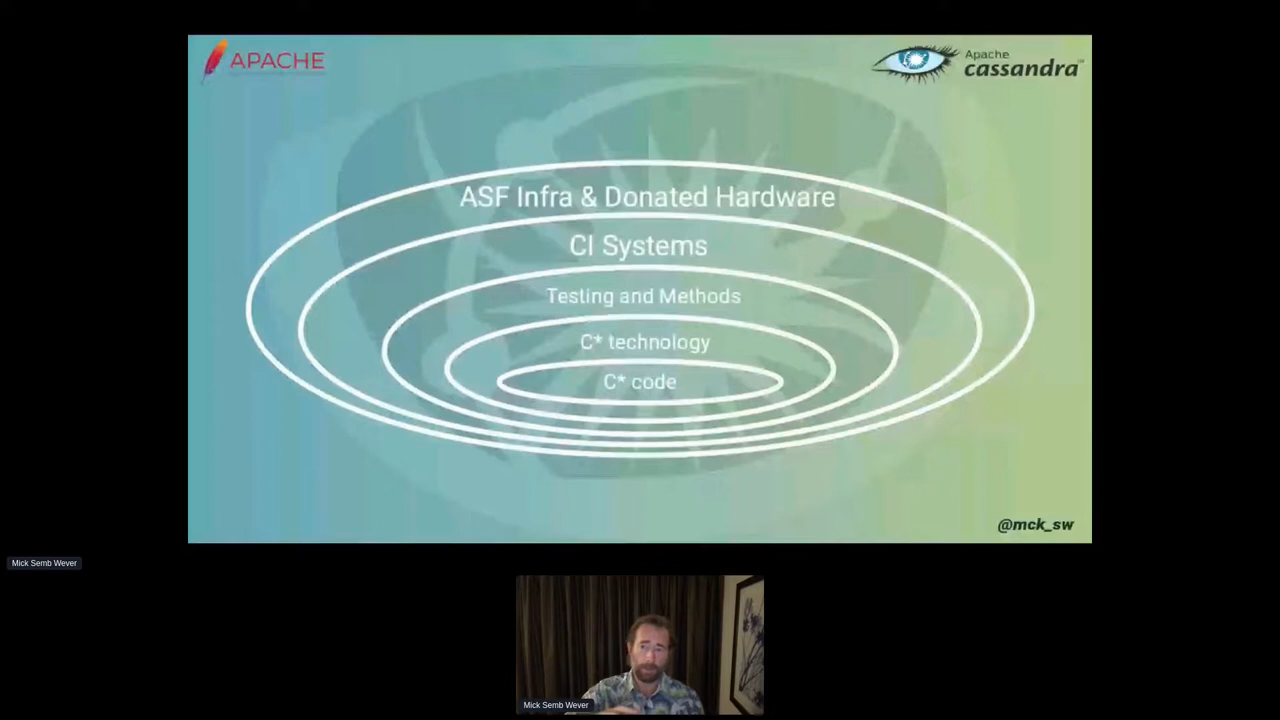 APACHE
Apache
cassandra
ASF Infra & Donated Hardware
CI Systems
Testing and Methods
C* technology
C* code
@mck_sw
Mick Semb Wever
Mick Semb Wever